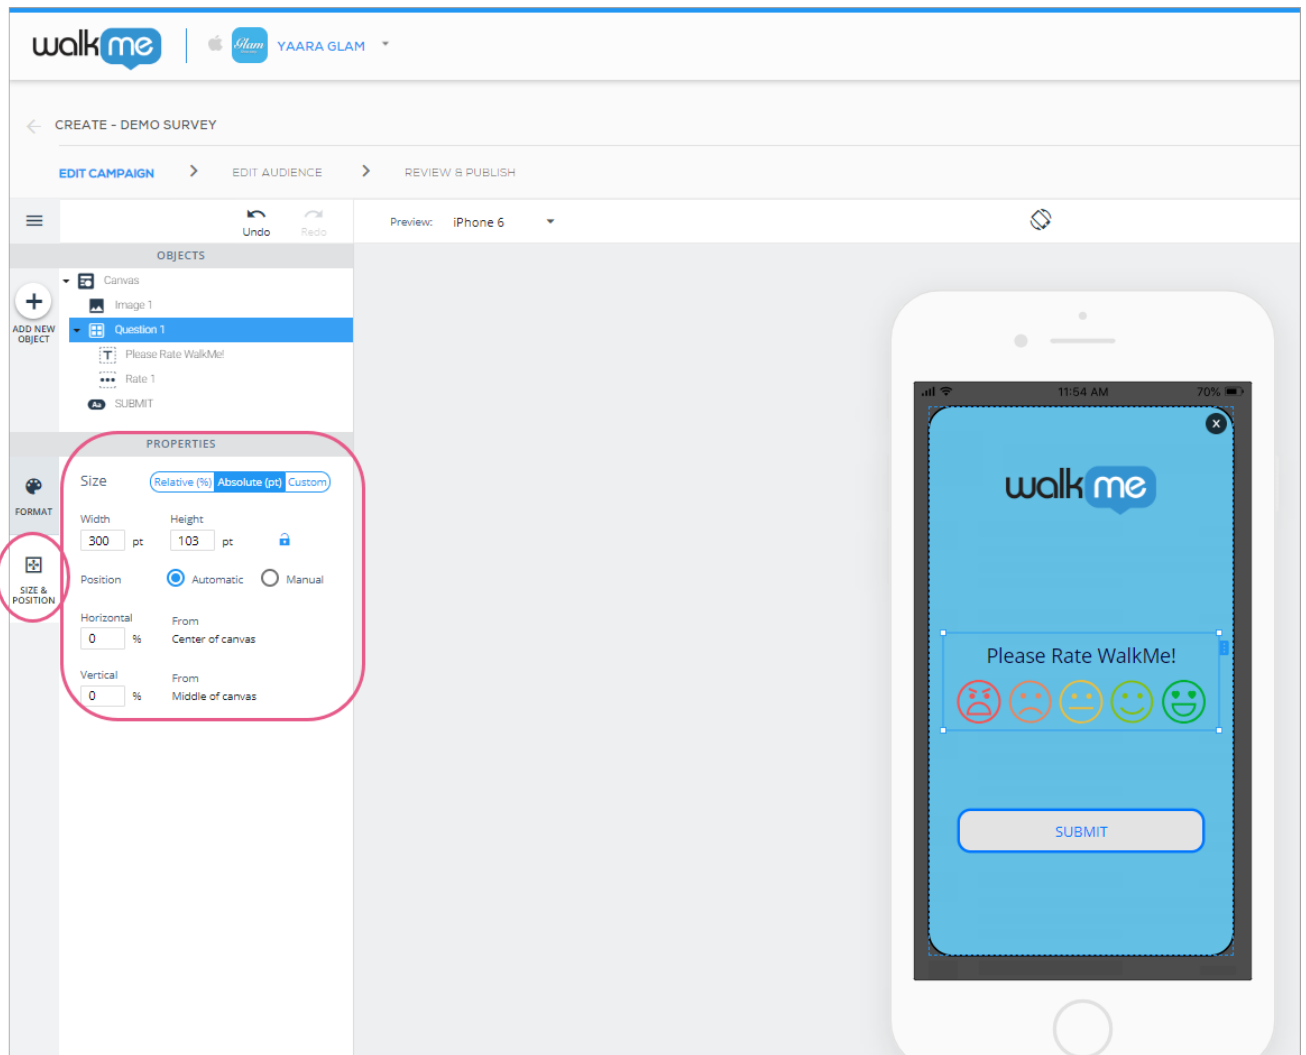 walkme
Glam
YAARA GLAM
CREATE - DEMO SURVEY
EDIT CAMPAIGN
EDIT AUDIENCE
REVIEW & PUBLISH
Undo
Redo
Preview:
iPhone 6
OBJECTS
Canvas
Image 1
ADD NEW
OBJECT
Question 1
T
Please Rate WalkMe!
Rate 1
Aa
SUBMIT
PROPERTIES
Size
Relative (%)
Absolute (pt)
Custom
FORMAT
Width
Height
300 pt
103 pt
SIZE &
POSITION
Position
Automatic
Manual
Horizontal
From
0 %
Center of canvas
Vertical
From
0 %
Middle of canvas
11:54 AM
70%
X
walkme
Please Rate WalkMe!
SUBMIT